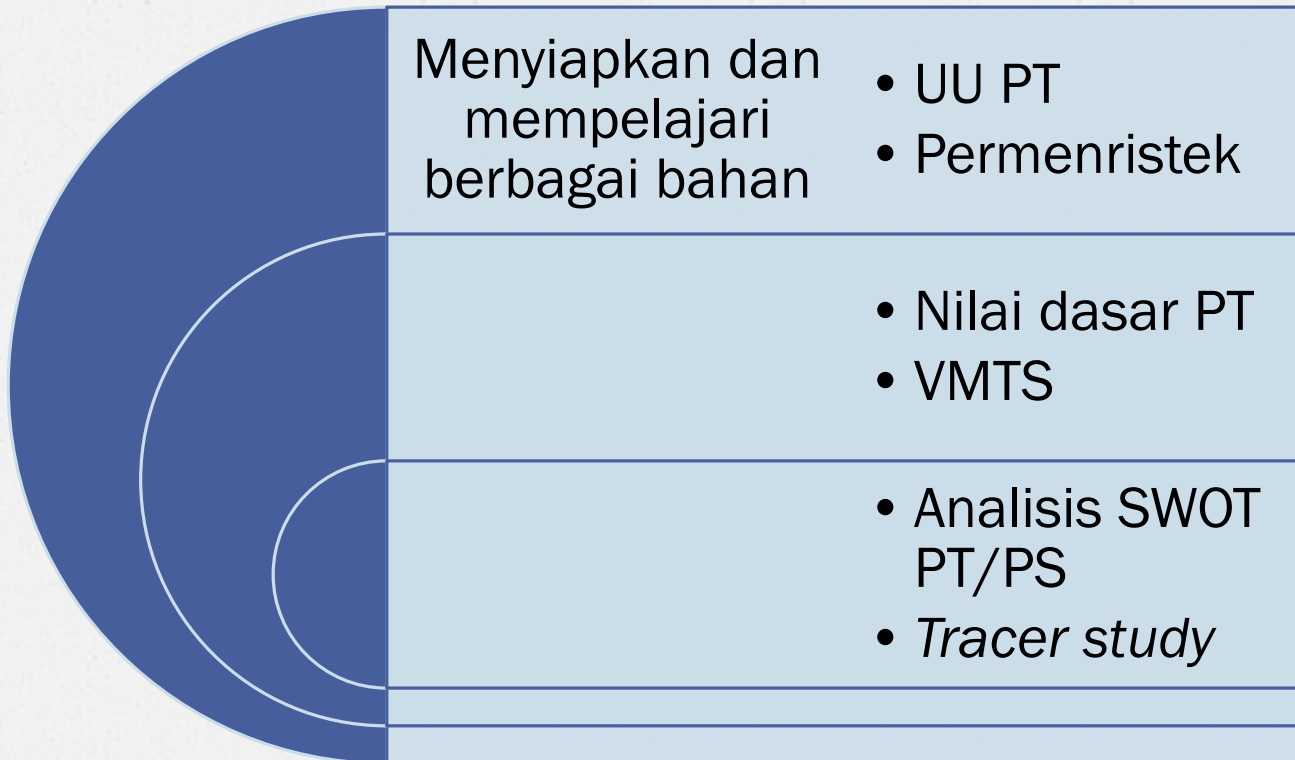 Menyiapkan dan
mempelajari
berbagai bahan
• UU PT
• Permenristek
• Nilai dasar PT
• VMTS
• Analisis SWOT
PT/PS
• Tracer study